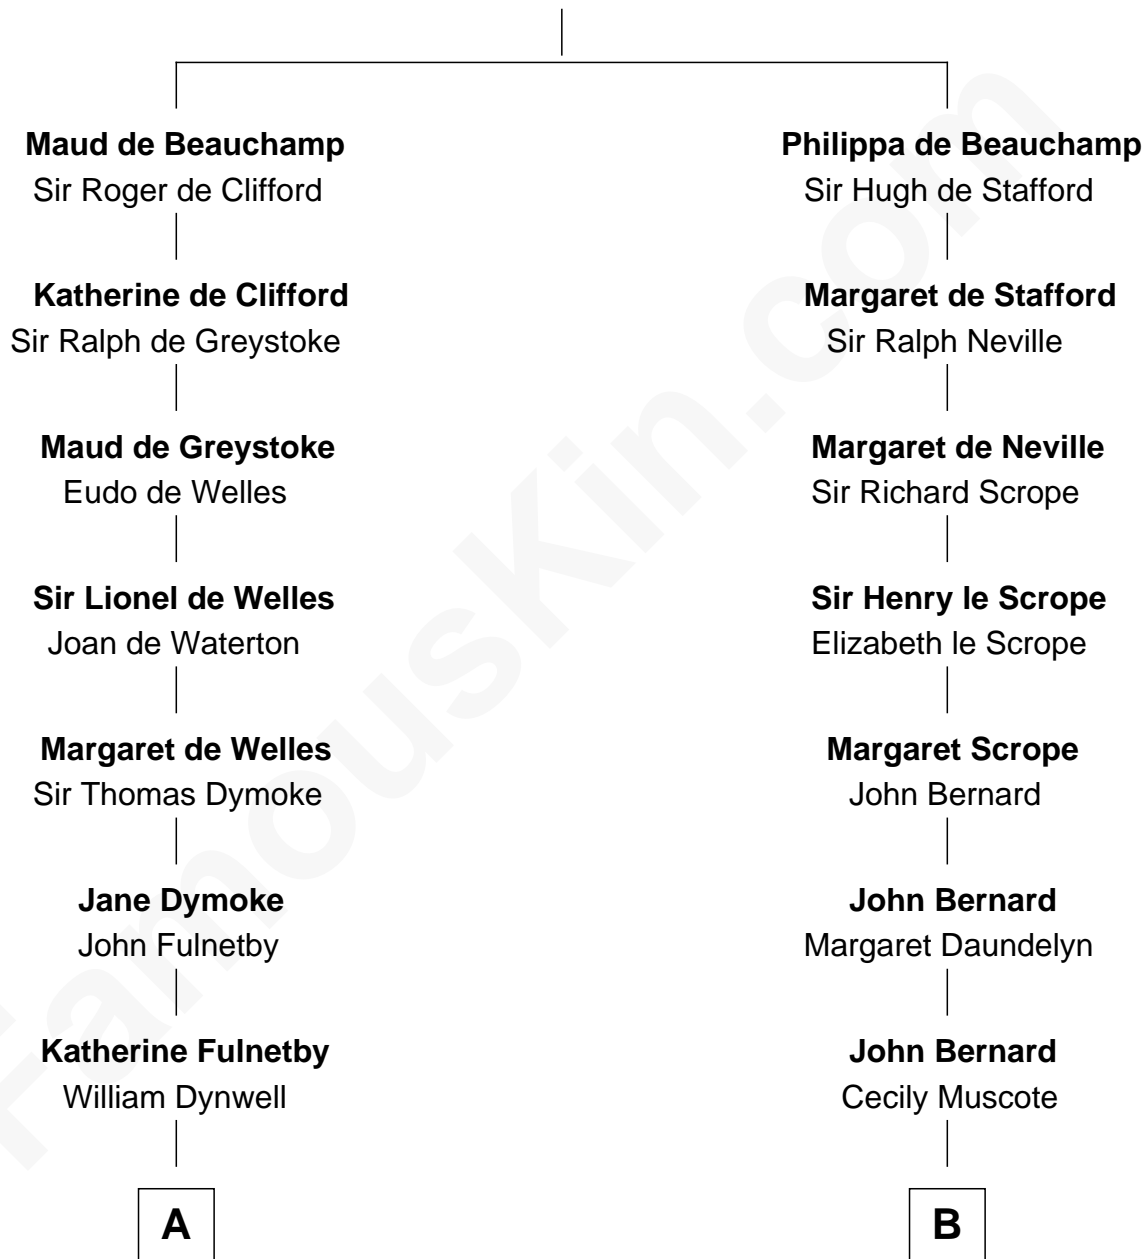 Maud de Beauchamp
Sir Roger de Clifford
Katherine de Clifford
Sir Ralph de Greystoke
Maud de Greystoke
Eudo de Welles
Sir Lionel de Welles
Joan de Waterton
Margaret de Welles
Sir Thomas Dymoke
Jane Dymoke
John Fulnetby
Katherine Fulnetby
William Dynwell
A
Philippa de Beauchamp
Sir Hugh de Stafford
Margaret de Stafford
Sir Ralph Neville
Margaret de Neville
Sir Richard Scrope
Sir Henry le Scrope
Elizabeth le Scrope
Margaret Scrope
John Bernard
John Bernard
Margaret Daundelyn
John Bernard
Cecily Muscote
B
FamousKin.com